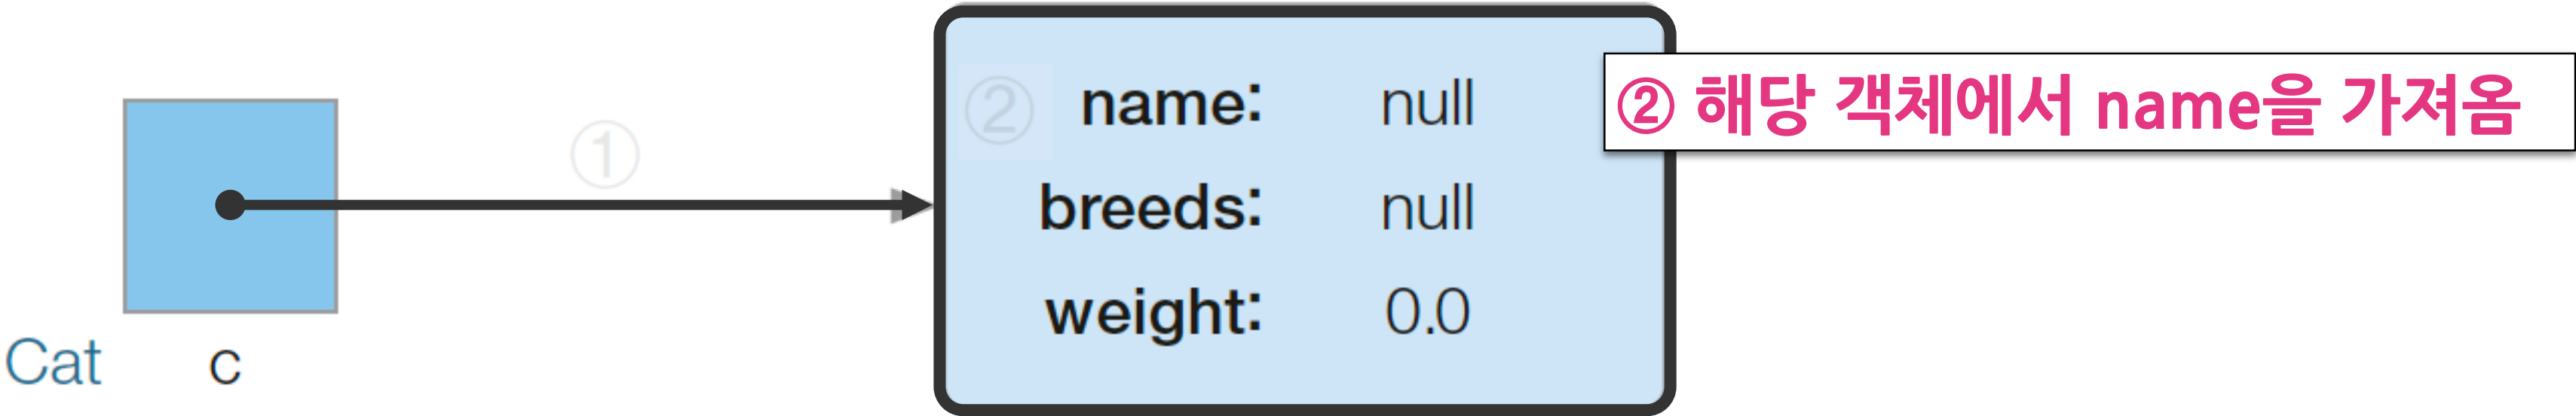 ①
② name: null
② 해당 객체에서 name을 가져옴
breeds: null
weight: 0.0
Cat c